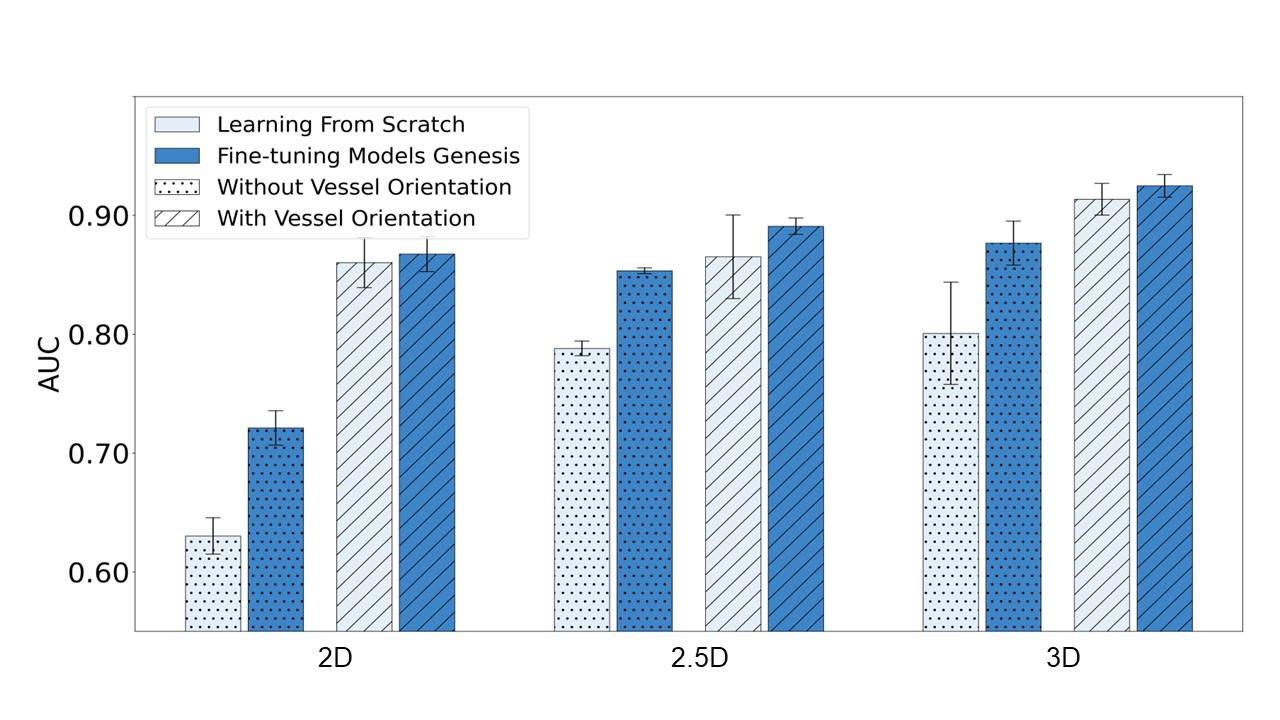 Learning From Scratch
Fine-tuning Models Genesis
Without Vessel Orientation
With Vessel Orientation
0.90
0.80
0.70
0.60
AUC
2D
2.5D
3D